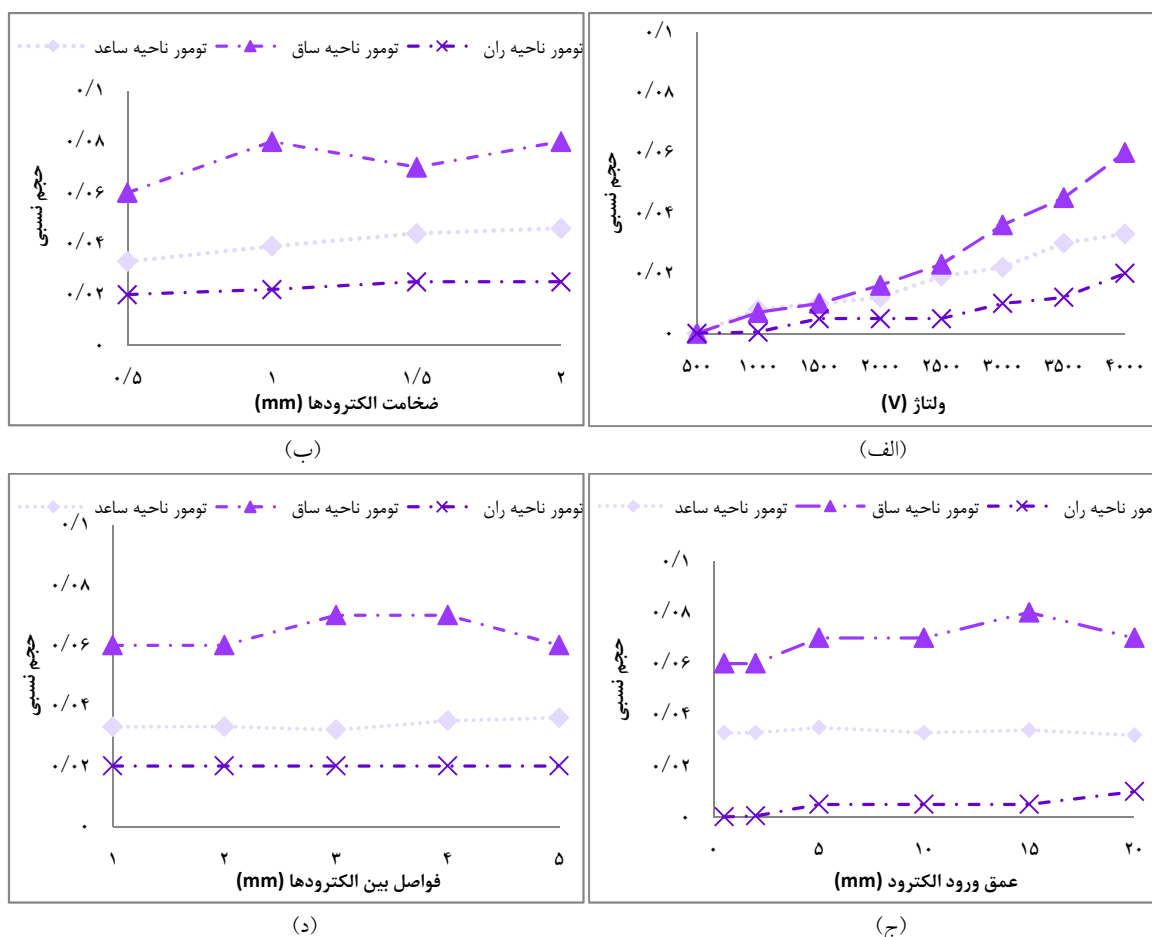 ۰/۱
۰/۰۸
۰/۰۶
۰/۰۴
۰/۰۲
۰
حجم نسبی
۵۰۰ ۱۰۰۰ ۱۵۰۰ ۲۰۰۰ ۲۵۰۰ ۳۰۰۰ ۳۵۰۰ ۴۰۰۰
ولتاژ (V)
(الف)
تومور ناحیه ران تومور ناحیه ساق تومور ناحیه ساعد
۰/۱
۰/۰۸
۰/۰۶
۰/۰۴
۰/۰۲
۰
حجم نسبی
۰/۵ ۱ ۱/۵ ۲
ضخامت الکترودها (mm)
(ب)
مور ناحیه ران تومور ناحیه ساق تومور ناحیه ساعد
۰/۱
۰/۰۸
۰/۰۶
۰/۰۴
۰/۰۲
۰
حجم نسبی
۰ ۵ ۱۰ ۱۵ ۲۰
عمق ورود الکترود (mm)
(ج)
تومور ناحیه ران تومور ناحیه ساق تومور ناحیه ساعد
۰/۱
۰/۰۸
۰/۰۶
۰/۰۴
۰/۰۲
۰
حجم نسبی
۱ ۲ ۳ ۴ ۵
فواصل بین الکترودها (mm)
(د)